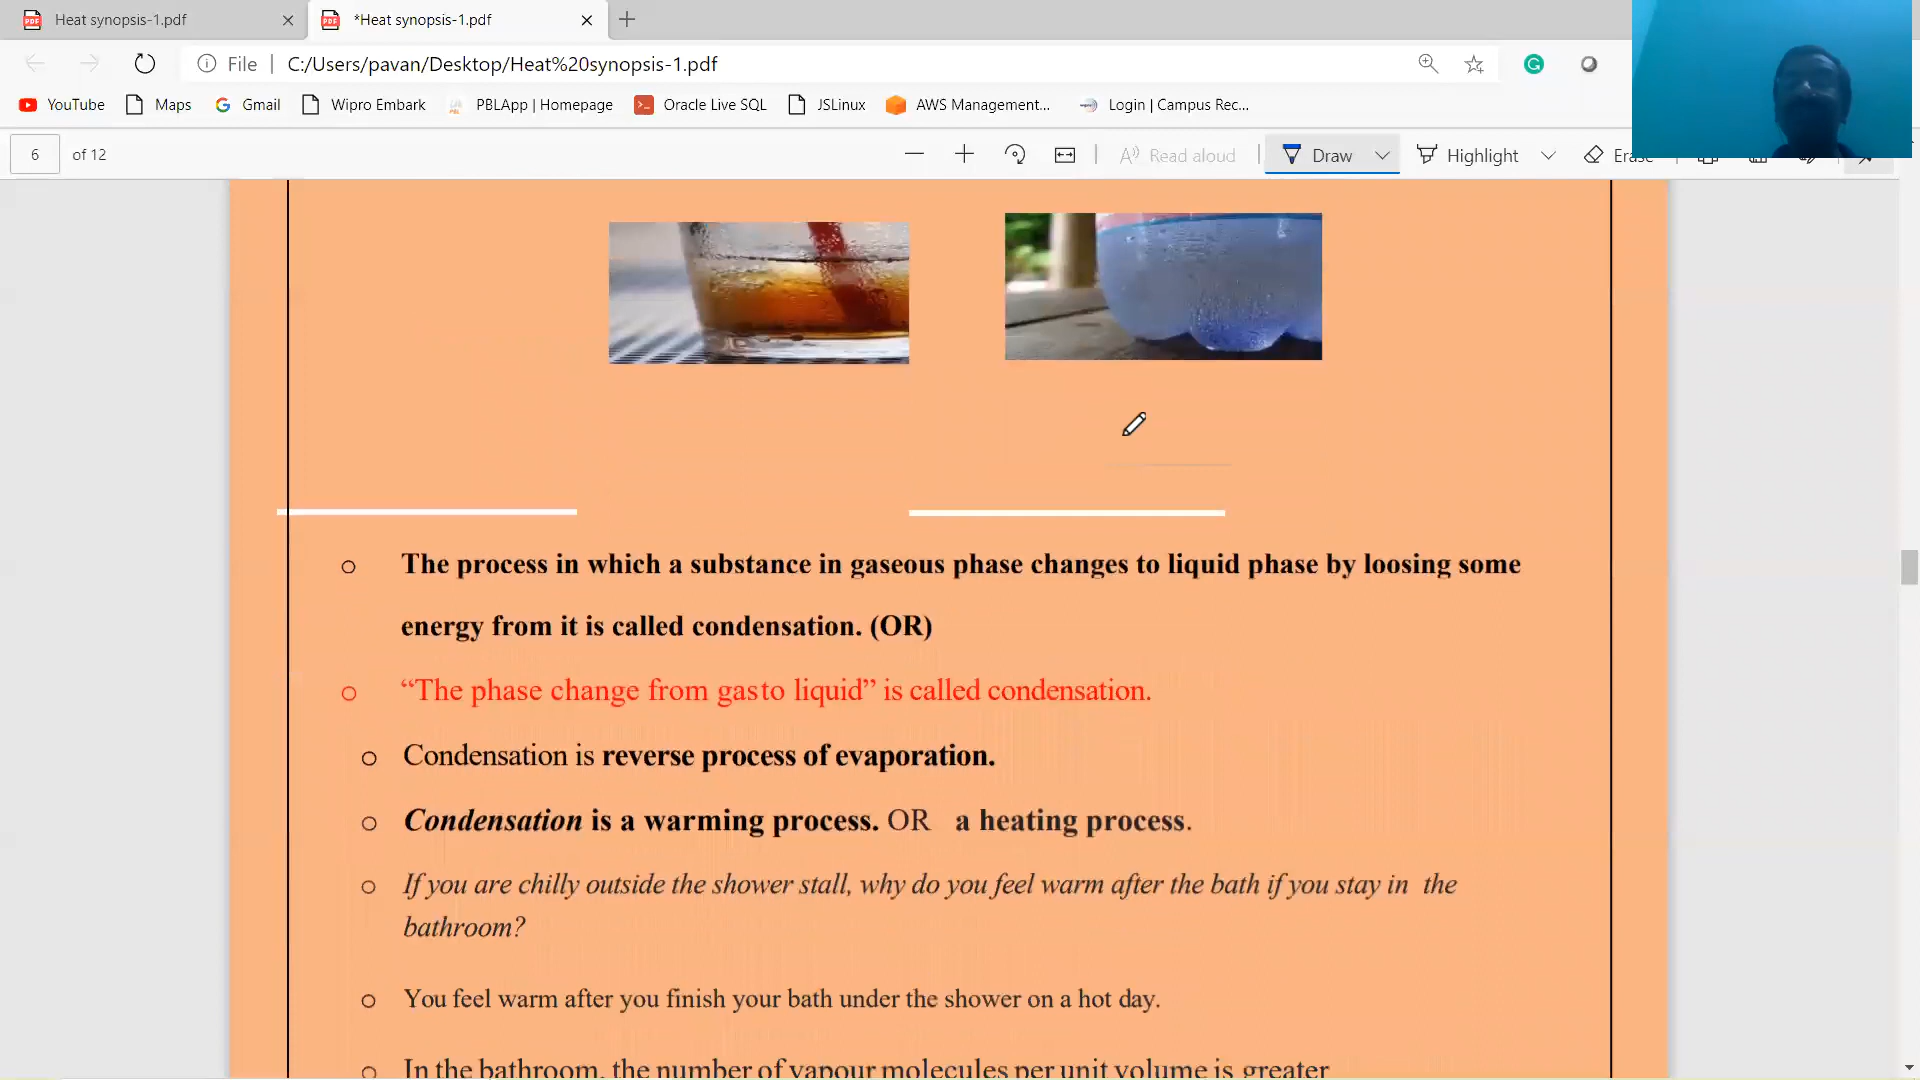 Heat synopsis-1.pdf
*Heat synopsis-1.pdf
File
C:/Users/pavan/Desktop/Heat%20synopsis-1.pdf
YouTube Maps Gmail Wipro Embark PBLApp | Homepage Oracle Live SQL JSLinux AWS Management... Login | Campus Rec...
6 of 12 Read aloud Draw Highlight Erase
The process in which a substance in gaseous phase changes to liquid phase by loosing some
energy from it is called condensation. (OR)
“The phase change from gas to liquid” is called condensation.
Condensation is reverse process of evaporation.
Condensation is a warming process. OR a heating process.
If you are chilly outside the shower stall, why do you feel warm after the bath if you stay in the
bathroom?
You feel warm after you finish your bath under the shower on a hot day.
In the bathroom, the number of vapour molecules per unit volume is greater